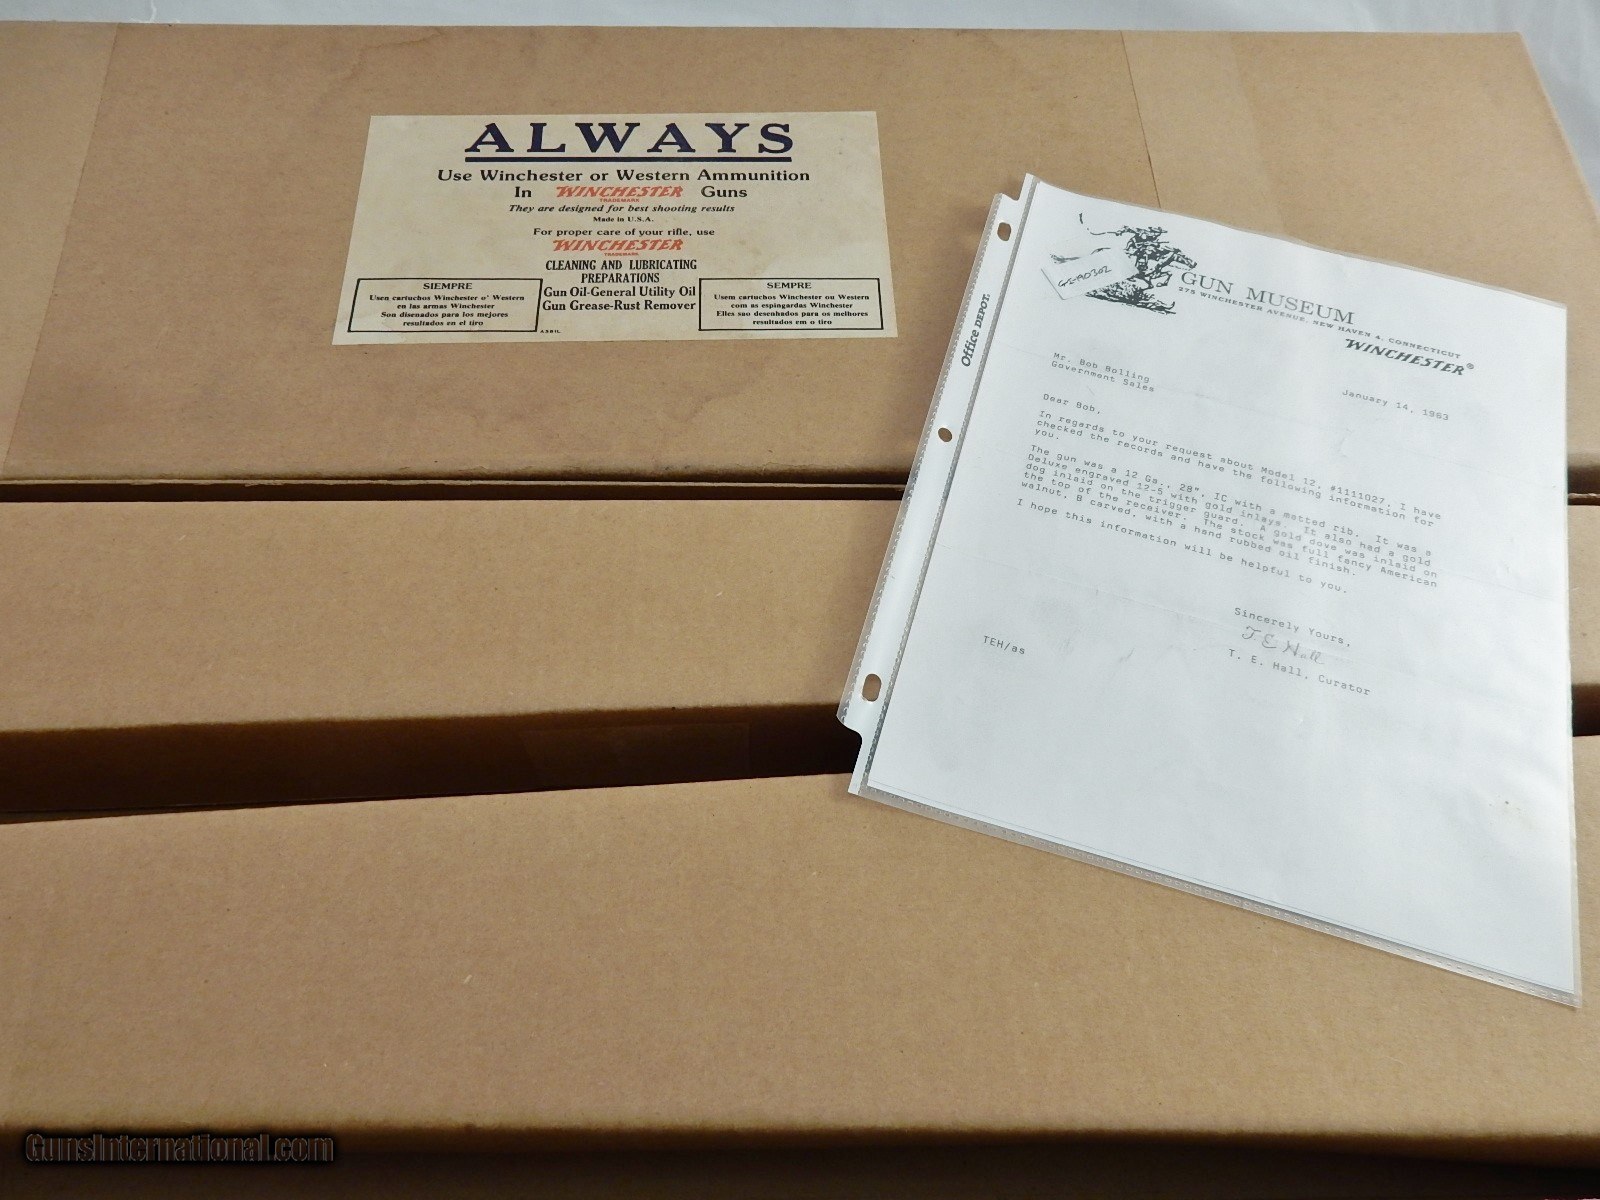 ALWAYS
Use Winchester or Western Ammunition
In WINCHESTER Guns
TRADEMARK
They are designed for best shooting results
Made in U.S.A.
For proper care of your rifle, use
WINCHESTER
TRADEMARK
CLEANING AND LUBRICATING
PREPARATIONS
Gun Oil-General Utility Oil
Gun Grease-Rust Remover
SIEMPRE
Usen cartuchos Winchester o' Western
en las armas Winchester
Son disenados para los mejores
resultados en el tiro
SEMPRE
Usem cartuchos Winchester ou Western
com as espingardas Winchester
Elles sao desenhados para os melhores
resultados em o tiro
Office DEPOT.
GUN MUSEUM
275 WINCHESTER AVENUE, NEW HAVEN 4, CONNECTICUT
WINCHESTER®
Mr. Bob Bolling
Government Sales
January 14, 1963
Dear Bob,
In regards to your request about Model 12, #1111027, I have
checked the records and have the following information for
you.
The gun was a 12 Ga., 28", IC with a matted rib. It was a
Deluxe engraved 12-5 with gold inlays. It also had a gold
dog inlaid on the trigger guard. A gold dove was inlaid on
the top of the receiver. The stock was full fancy American
walnut, B carved, with a hand rubbed oil finish.
I hope this information will be helpful to you.
Sincerely Yours,
T. E. Hall
T. E. Hall, Curator
TEH/as
GunsInternational.com